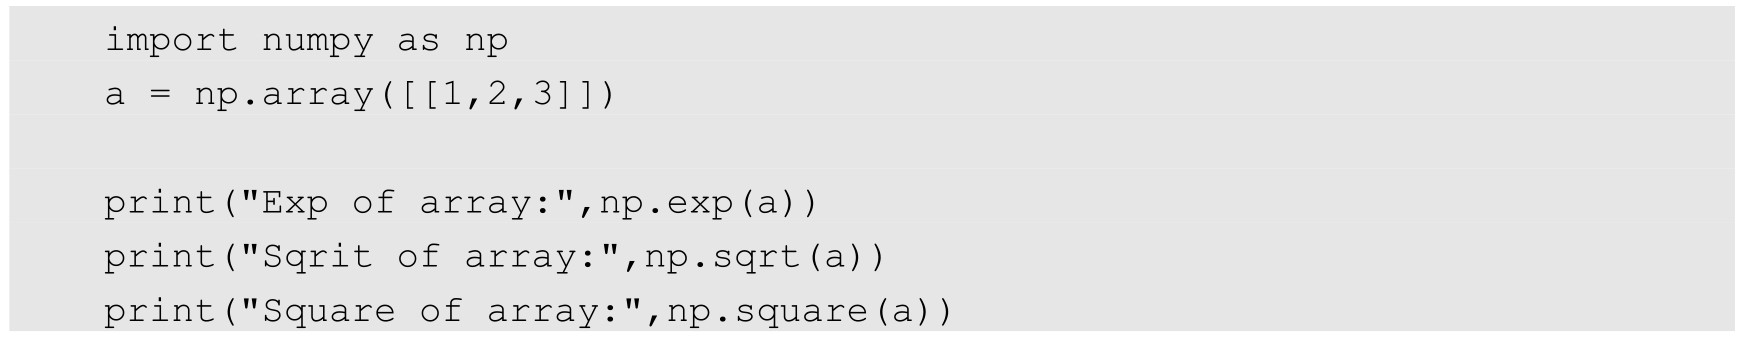 import numpy as np
a = np.array([[1,2,3]])
print("Exp of array:",np.exp(a))
print("Sqrit of array:",np.sqrt(a))
print("Square of array:",np.square(a))